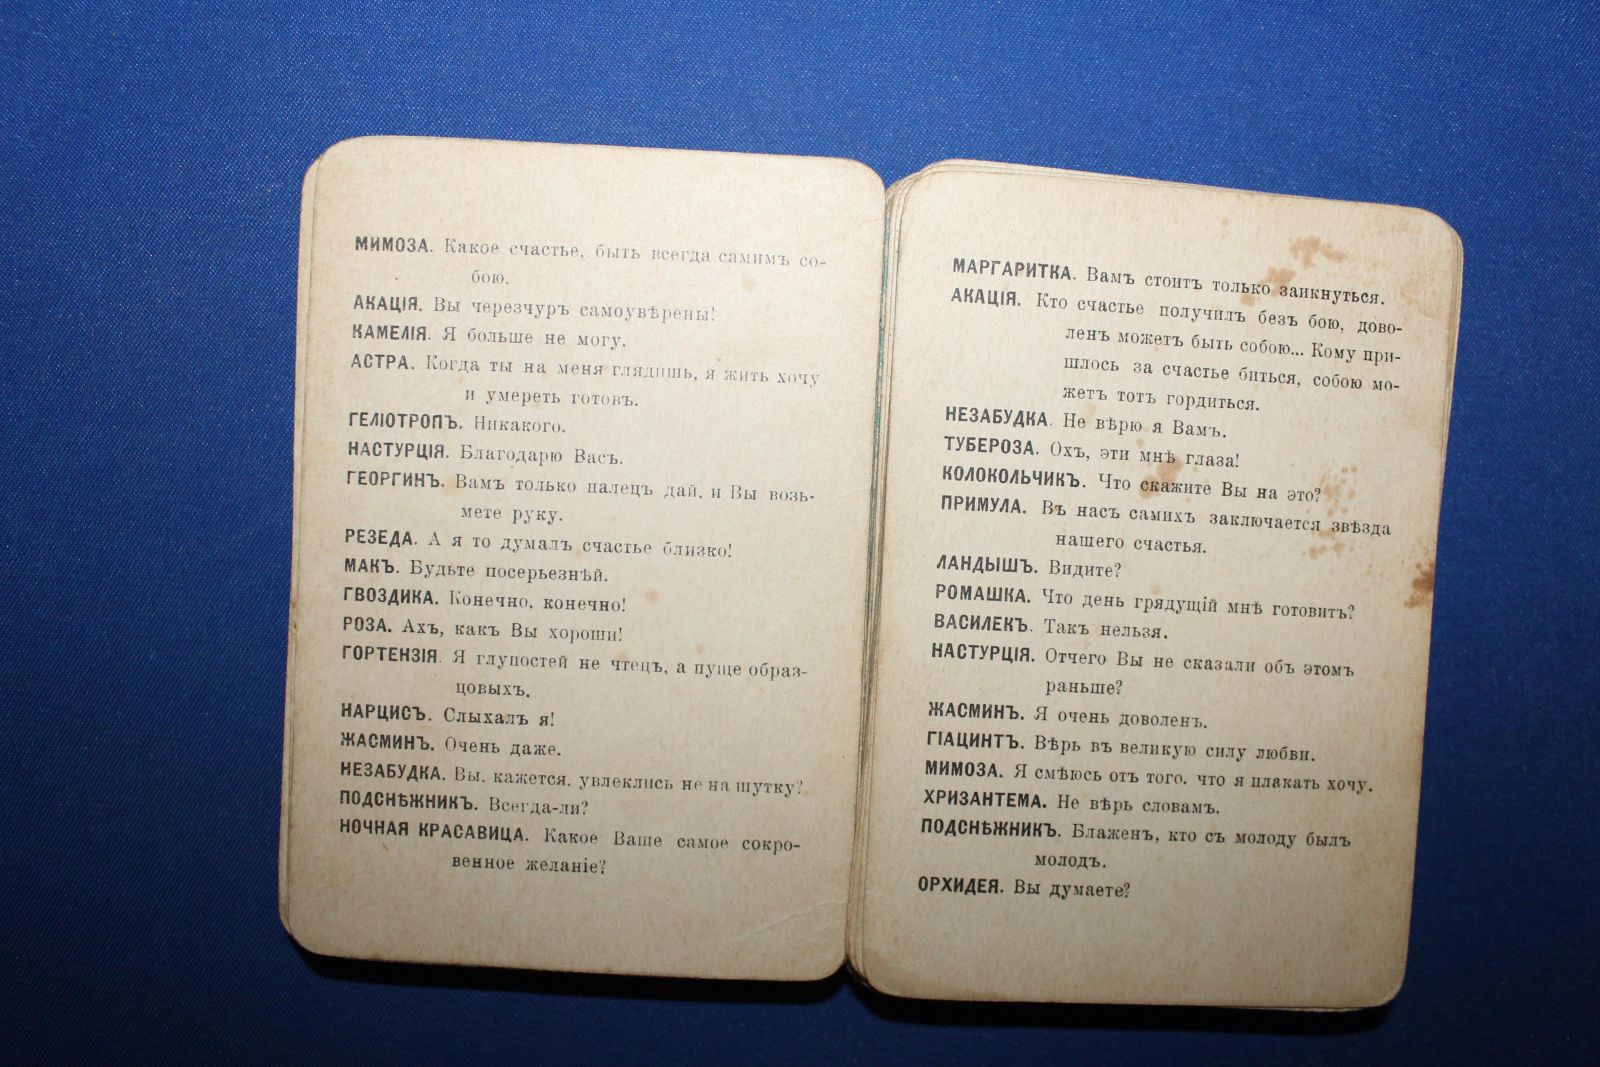 МИМОЗА. Какое счастье, быть всегда самимъ со-
бою.
АКАЦІЯ. Вы черезчуръ самоувѣрены!
КАМЕЛІЯ. Я больше не могу.
АСТРА. Когда ты на меня глядишь, я жить хочу
и умереть готовъ.
ГЕЛІОТРОПЪ. Никакого.
НАСТУРЦІЯ. Благодарю Васъ.
ГЕОРГИНЪ. Вамъ только палецъ дай, и Вы возь-
мете руку.
РЕЗЕДА. А я то думалъ счастье близко!
МАКЪ. Будьте посерьезнѣй.
ГВОЗДИКА. Конечно, конечно!
РОЗА. Ахъ, какъ Вы хороши!
ГОРТЕНЗІЯ. Я глупостей не чтецъ, а пуще образ-
цовыхъ.
НАРЦИСЪ. Слыхалъ я!
ЖАСМИНЪ. Очень даже.
НЕЗАБУДКА. Вы, кажется, увлеклись не на шутку?
ПОДСНѢЖНИКЪ. Всегда-ли?
НОЧНАЯ КРАСАВИЦА. Какое Ваше самое сокро-
венное желаніе?
МАРГАРИТКА. Вамъ стоитъ только заикнуться.
АКАЦІЯ. Кто счастье получилъ безъ бою, дово-
ленъ можетъ быть собою... Кому при-
шлось за счастье биться, собою мо-
жетъ тотъ гордиться.
НЕЗАБУДКА. Не вѣрю я Вамъ.
ТУБЕРОЗА. Охъ, эти мнѣ глаза!
КОЛОКОЛЬЧИКЪ. Что скажите Вы на это?
ПРИМУЛА. Въ насъ самихъ заключается звѣзда
нашего счастья.
ЛАНДЫШЪ. Видите?
РОМАШКА. Что день грядущій мнѣ готовитъ?
ВАСИЛЕКЪ. Такъ нельзя.
НАСТУРЦІЯ. Отчего Вы не сказали объ этомъ
раньше?
ЖАСМИНЪ. Я очень доволенъ.
ГІАЦИНТЪ. Вѣрь въ великую силу любви.
МИМОЗА. Я смѣюсь отъ того, что я плакать хочу.
ХРИЗАНТЕМА. Не вѣрь словамъ.
ПОДСНѢЖНИКЪ. Блаженъ, кто съ молоду былъ
молодъ.
ОРХИДЕЯ. Вы думаете?